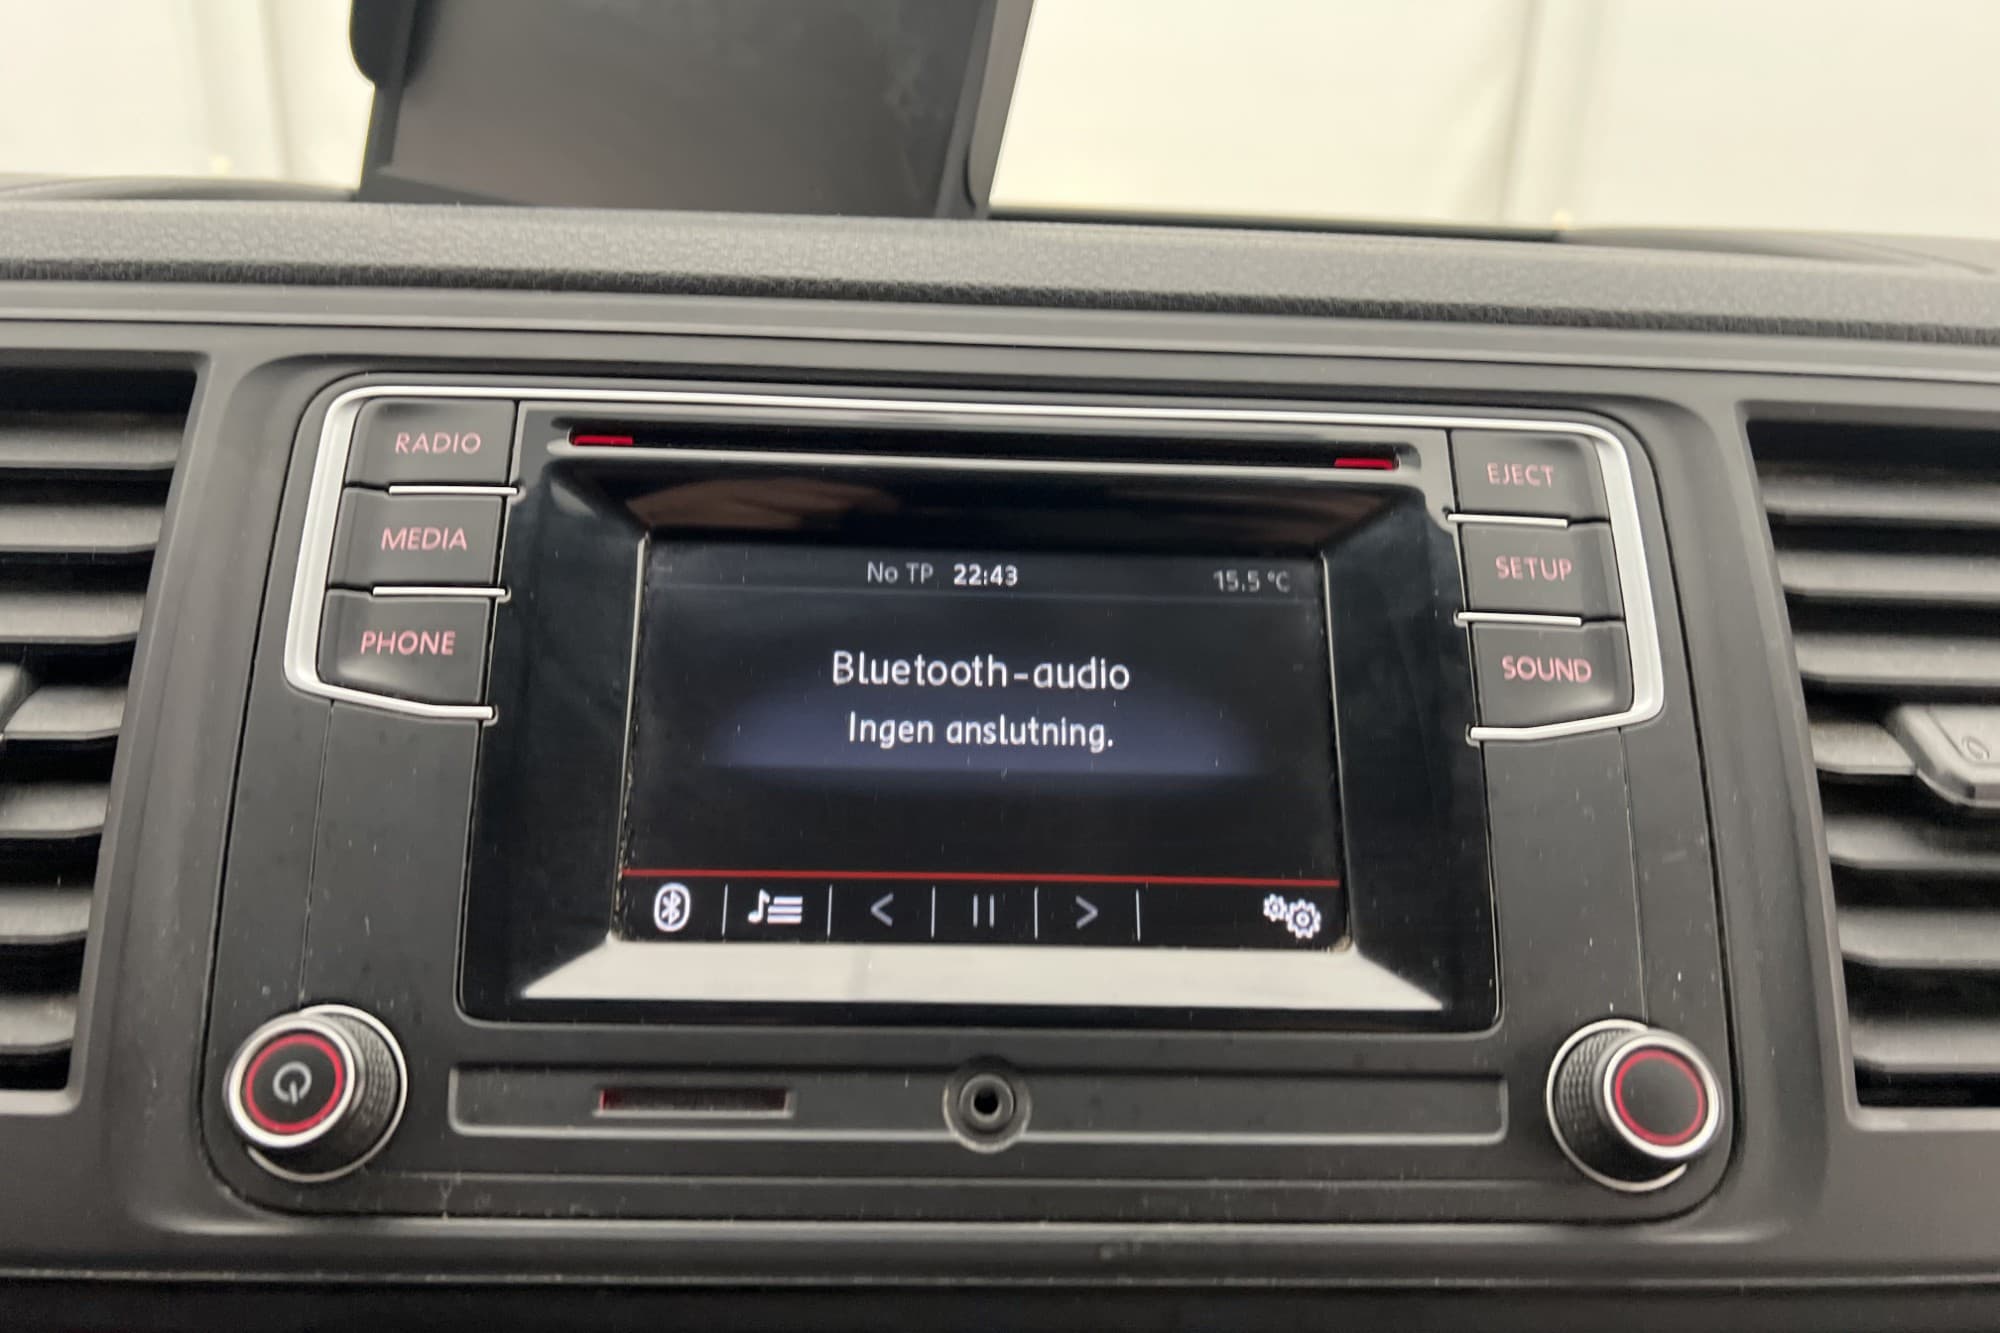 RADIO
MEDIA
PHONE
EJECT
SETUP
SOUND
No TP 22:43 15.5 °C
Bluetooth-audio
Ingen anslutning.